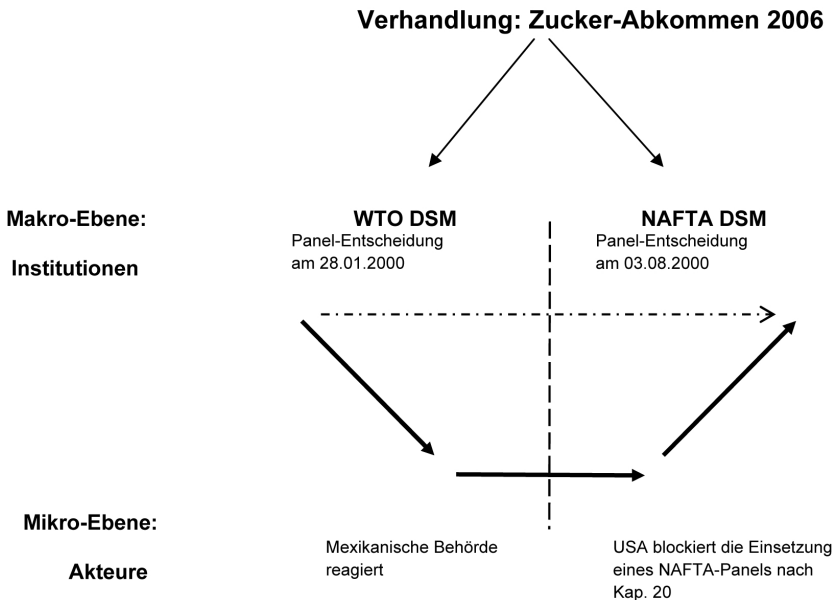 Verhandlung: Zucker-Abkommen 2006
Makro-Ebene:
Institutionen
WTO DSM
Panel-Entscheidung
am 28.01.2000
NAFTA DSM
Panel-Entscheidung
am 03.08.2000
Mikro-Ebene:
Akteure
Mexikanische Behörde
reagiert
USA blockiert die Einsetzung
eines NAFTA-Panels nach
Kap. 20